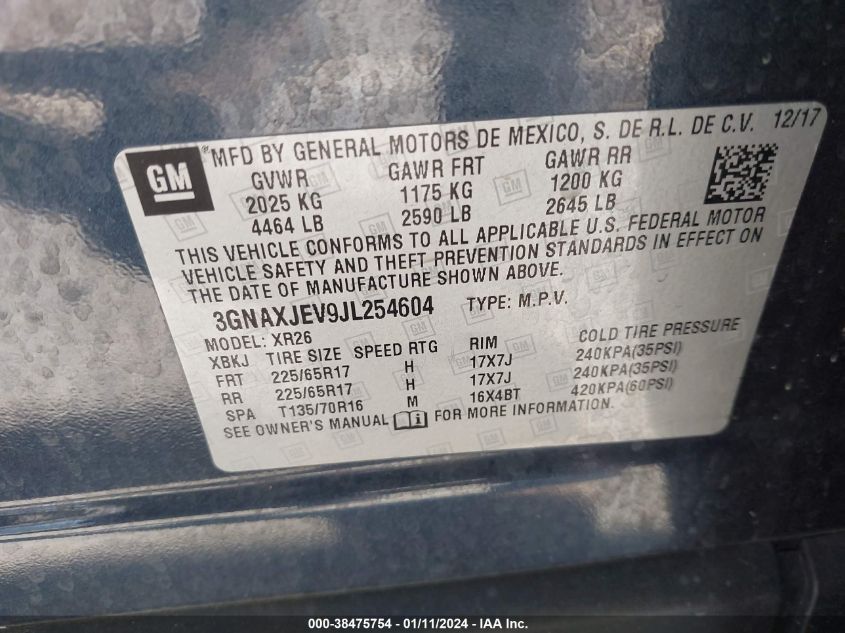 GM ®MFD BY GENERAL MOTORS DE MEXICO, S. DE R.L. DE C.V. 12/17
GVWR GAWR FRT GAWR RR
2025 KG 1175 KG 1200 KG
4464 LB 2590 LB 2645 LB
THIS VEHICLE CONFORMS TO ALL APPLICABLE U.S. FEDERAL MOTOR
VEHICLE SAFETY AND THEFT PREVENTION STANDARDS IN EFFECT ON
THE DATE OF MANUFACTURE SHOWN ABOVE.
3GNAXJEV9JL254604 TYPE: M.P.V.
MODEL: XR26
XBKJ TIRE SIZE SPEED RTG RIM COLD TIRE PRESSURE
FRT 225/65R17 H 17X7J 240KPA(35PSI)
RR 225/65R17 H 17X7J 240KPA(35PSI)
SPA T135/70R16 M 16X4BT 420KPA(60PSI)
SEE OWNER'S MANUAL FOR MORE INFORMATION.
000-38475754 - 01/11/2024 - IAA Inc.